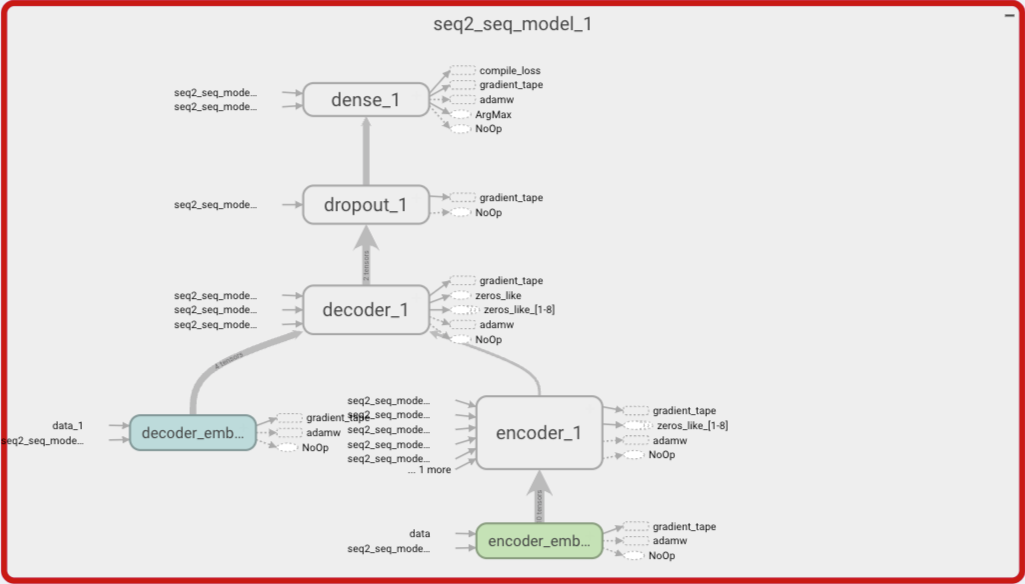 seq2_seq_model_1
dense_1
seq2_seq_mode...
seq2_seq_mode...
compile_loss
gradient_tape
adamw
ArgMax
NoOp
dropout_1
seq2_seq_mode...
gradient_tape
NoOp
2 tensors
decoder_1
seq2_seq_mode...
seq2_seq_mode...
seq2_seq_mode...
gradient_tape
zeros_like
zeros_like_[1-8]
adamw
NoOp
4 tensors
decoder_emb...
data_1
seq2_seq_mode...
gradient_tape
adamw
NoOp
encoder_1
seq2_seq_mode...
seq2_seq_mode...
seq2_seq_mode...
seq2_seq_mode...
seq2_seq_mode...
... 1 more
gradient_tape
zeros_like_[1-8]
adamw
NoOp
tensors
encoder_emb...
data
seq2_seq_mode...
gradient_tape
adamw
NoOp